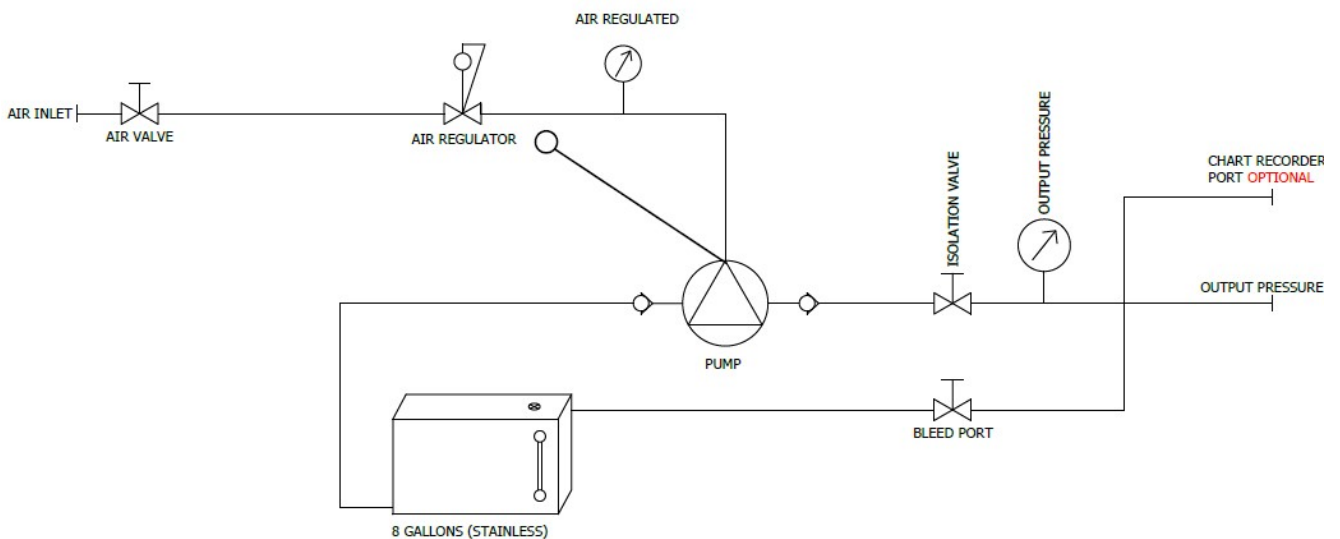 AIR REGULATED
AIR INLET
AIR VALVE
AIR REGULATOR
ISOLATION VALVE
OUTPUT PRESSURE
CHART RECORDER
PORT OPTIONAL
OUTPUT PRESSURE
PUMP
BLEED PORT
8 GALLONS (STAINLESS)